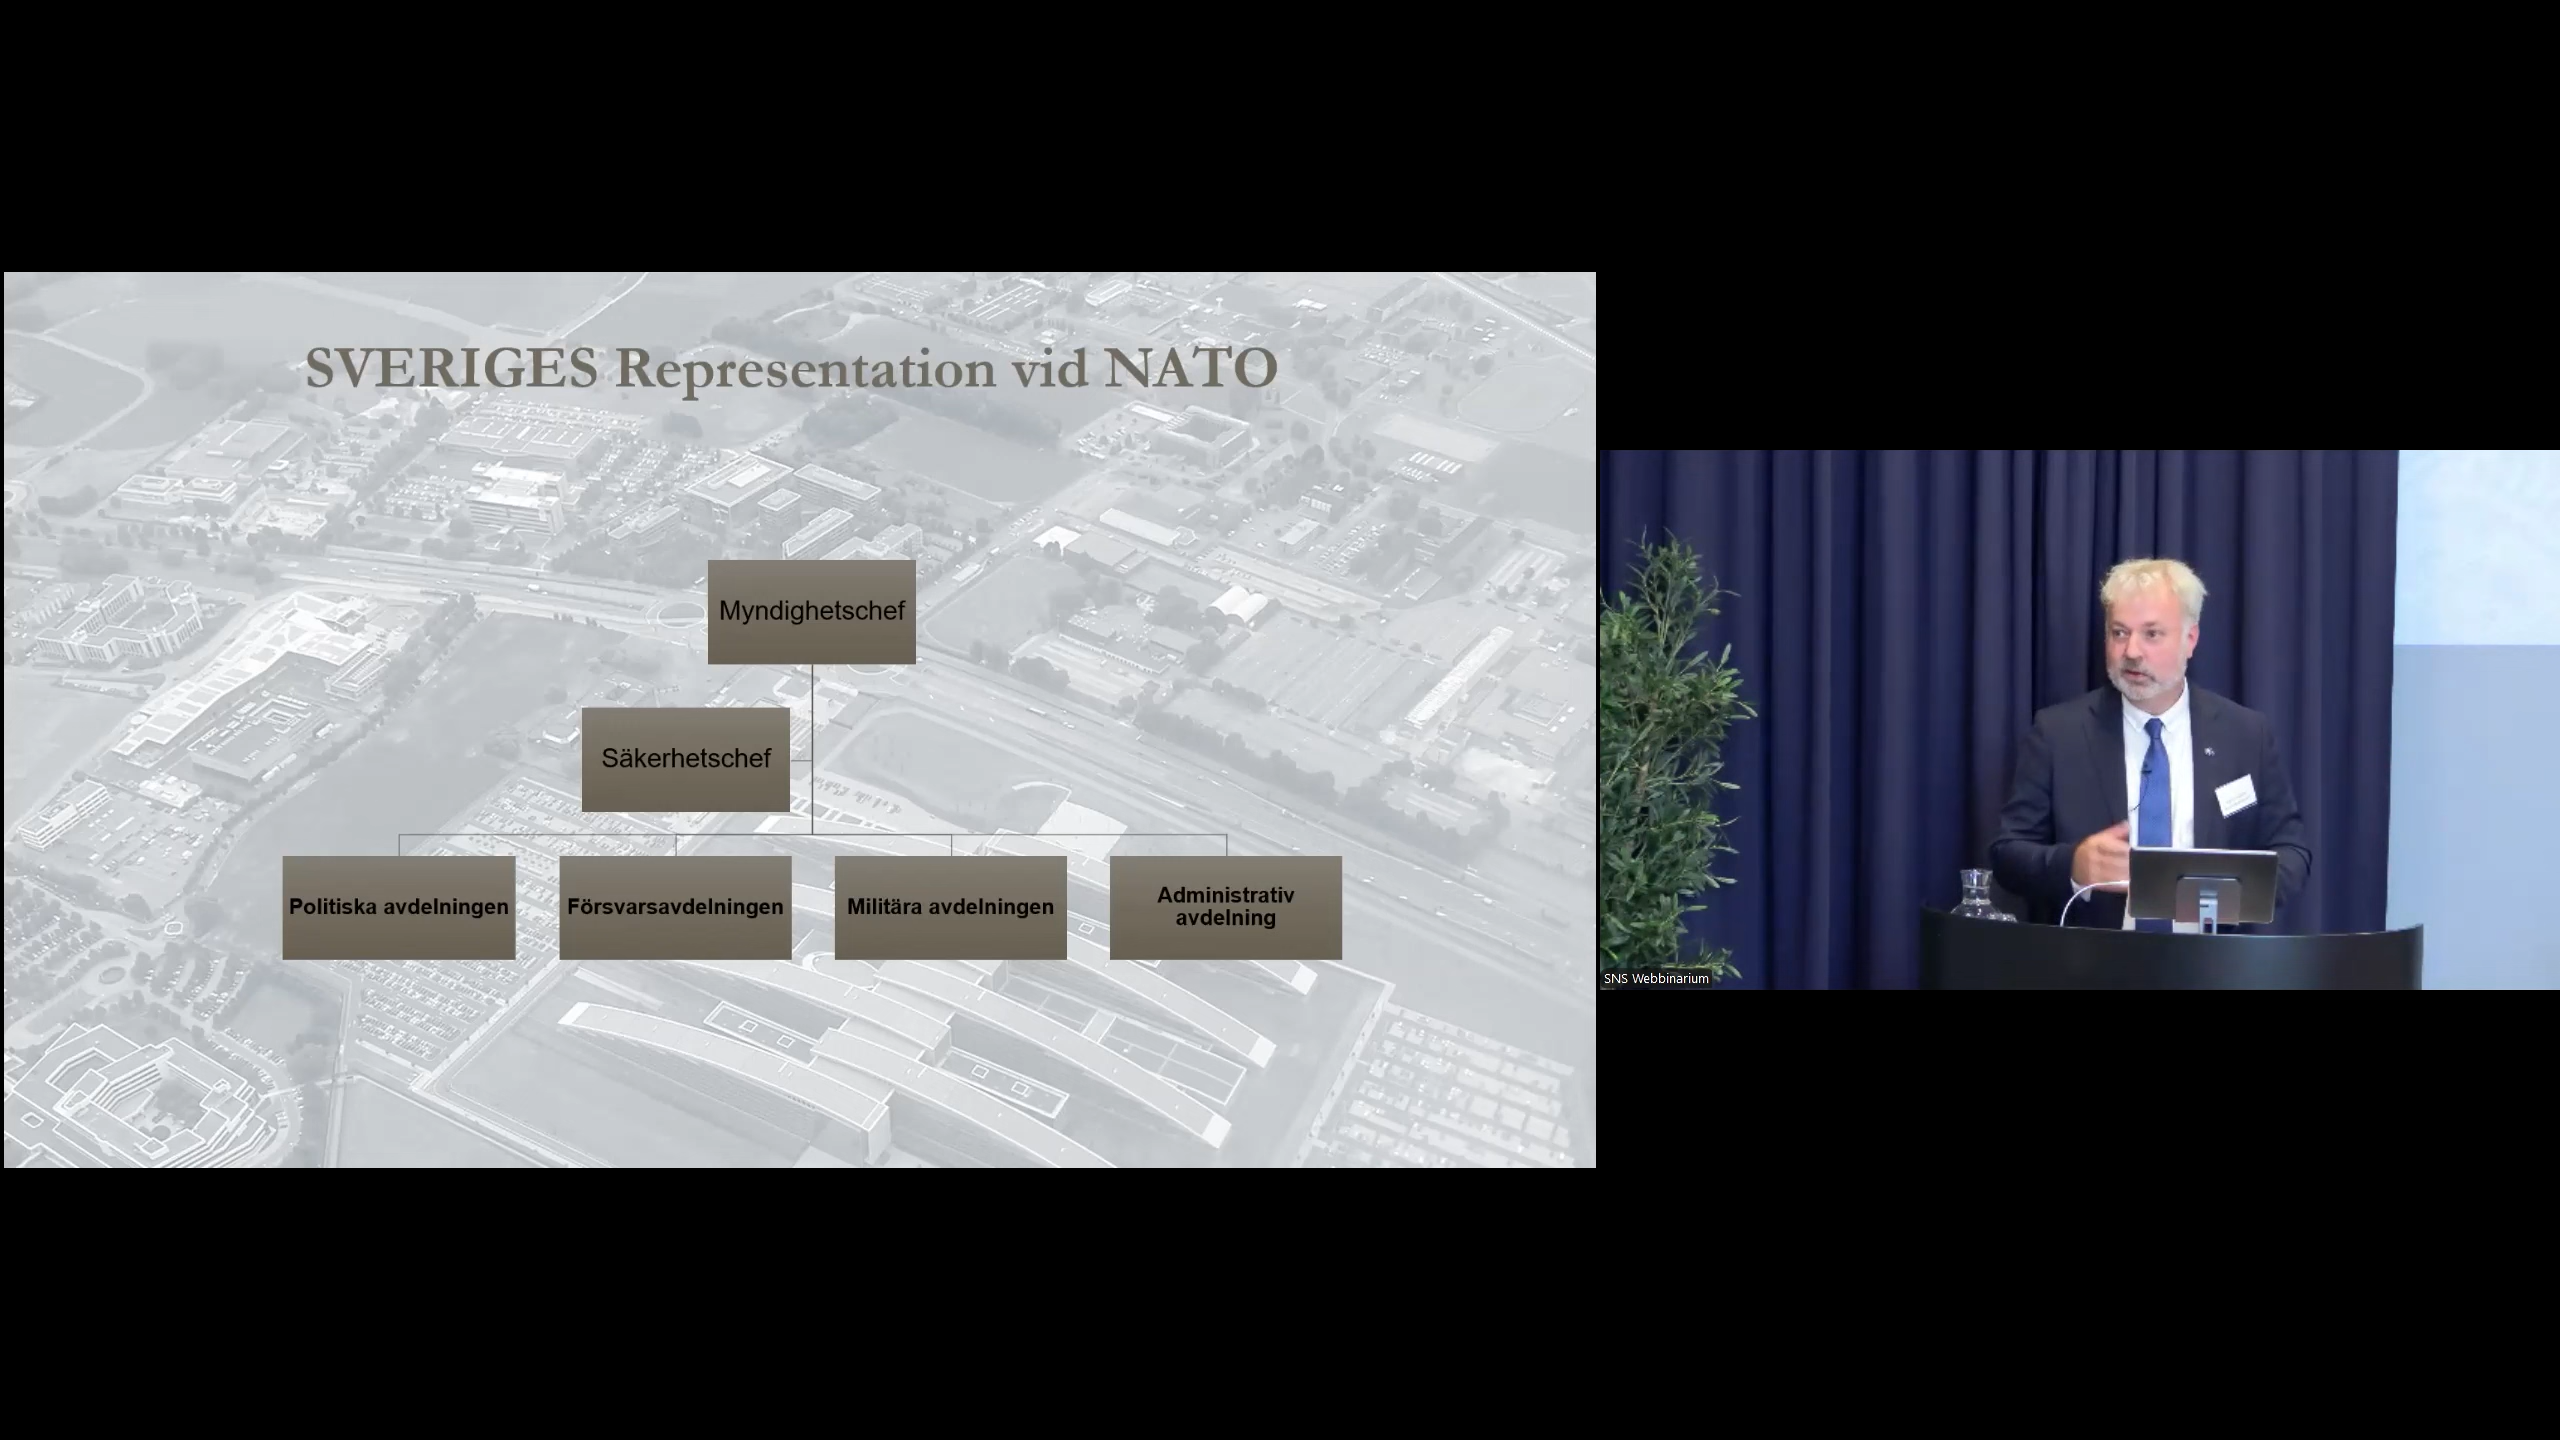 SVERIGES Representation vid NATO
Myndighetschef
Säkerhetschef
Politiska avdelningen
Försvarsavdelningen
Militära avdelningen
Administrativ
avdelning
SNS Webbinarium